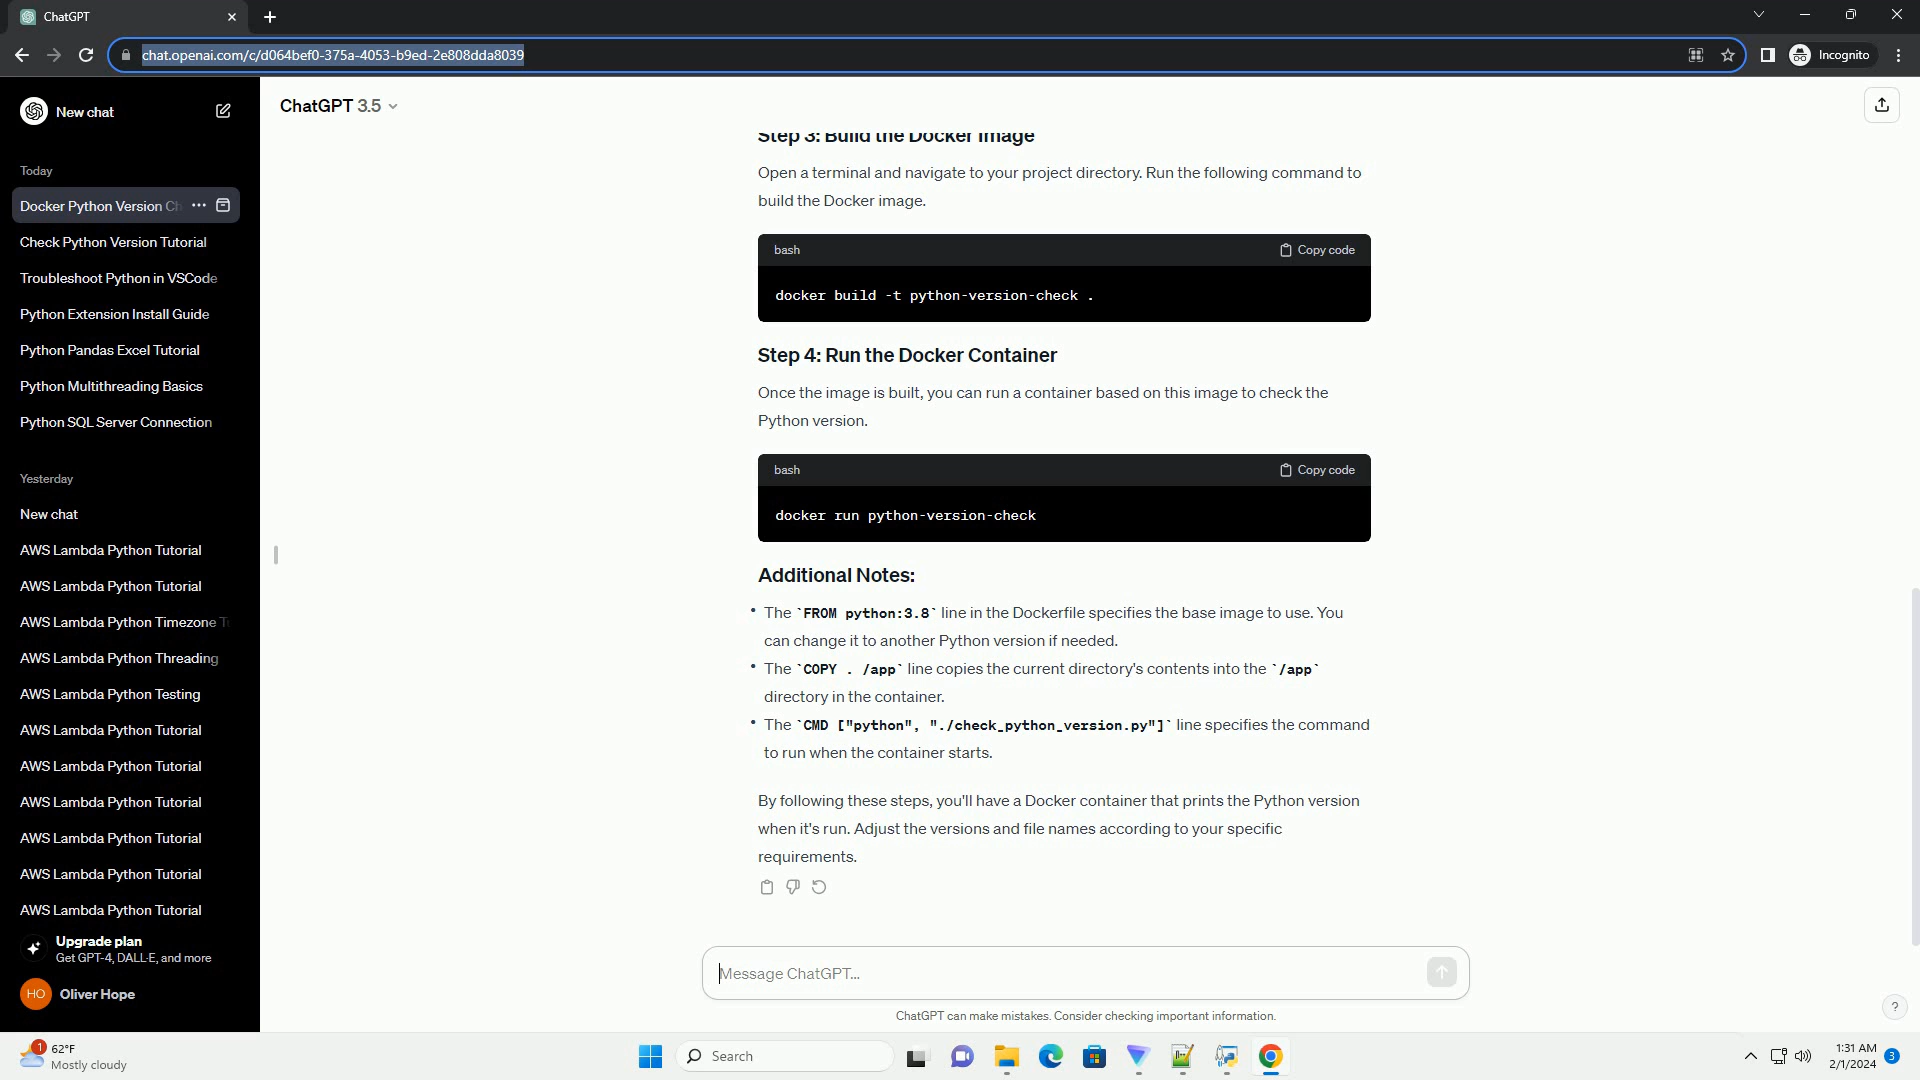 ChatGPT
chat.openai.com/c/d064bef0-375a-4053-b9ed-2e808dda8039
Incognito
New chat
Today
Docker Python Version Ch
Check Python Version Tutorial
Troubleshoot Python in VSCode
Python Extension Install Guide
Python Pandas Excel Tutorial
Python Multithreading Basics
Python SQL Server Connection
Yesterday
New chat
AWS Lambda Python Tutorial
AWS Lambda Python Tutorial
AWS Lambda Python Timezone T
AWS Lambda Python Threading
AWS Lambda Python Testing
AWS Lambda Python Tutorial
AWS Lambda Python Tutorial
AWS Lambda Python Tutorial
AWS Lambda Python Tutorial
AWS Lambda Python Tutorial
AWS Lambda Python Tutorial
Upgrade plan
Get GPT-4, DALL·E, and more
HO
Oliver Hope
ChatGPT 3.5
Step 3: Build the Docker Image
Open a terminal and navigate to your project directory. Run the following command to
build the Docker image.
bash
Copy code
docker build -t python-version-check .
Step 4: Run the Docker Container
Once the image is built, you can run a container based on this image to check the
Python version.
bash
Copy code
docker run python-version-check
Additional Notes:
• The `FROM python:3.8` line in the Dockerfile specifies the base image to use. You
can change it to another Python version if needed.
• The `COPY . /app` line copies the current directory's contents into the `/app`
directory in the container.
• The `CMD ["python", "./check_python_version.py"]` line specifies the command
to run when the container starts.
By following these steps, you'll have a Docker container that prints the Python version
when it's run. Adjust the versions and file names according to your specific
requirements.
Message ChatGPT...
ChatGPT can make mistakes. Consider checking important information.
?
1
62°F
Mostly cloudy
Search
1:31 AM
2/1/2024
3